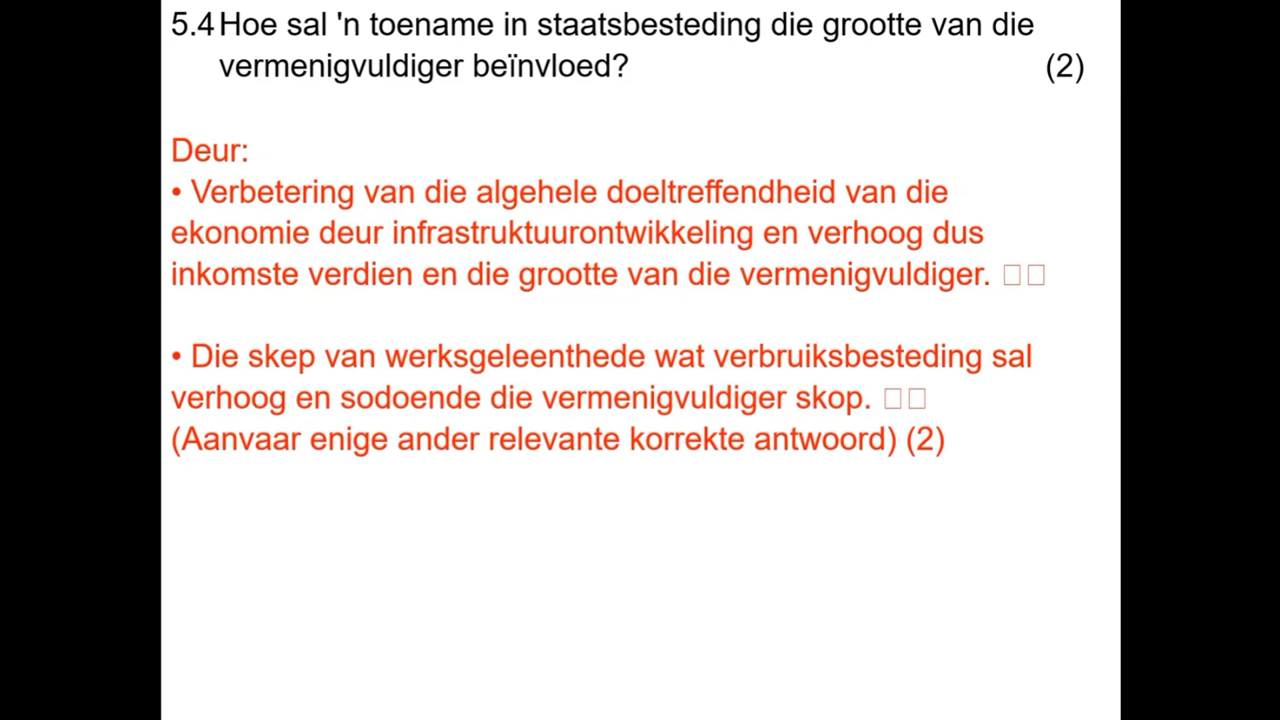 5.4 Hoe sal 'n toename in staatsbesteding die grootte van die
vermenigvuldiger beïnvloed? (2)
Deur:
• Verbetering van die algehele doeltreffendheid van die
ekonomie deur infrastruktuurontwikkeling en verhoog dus
inkomste verdien en die grootte van die vermenigvuldiger. □□
• Die skep van werksgeleenthede wat verbruiksbesteding sal
verhoog en sodoende die vermenigvuldiger skop. □□
(Aanvaar enige ander relevante korrekte antwoord) (2)